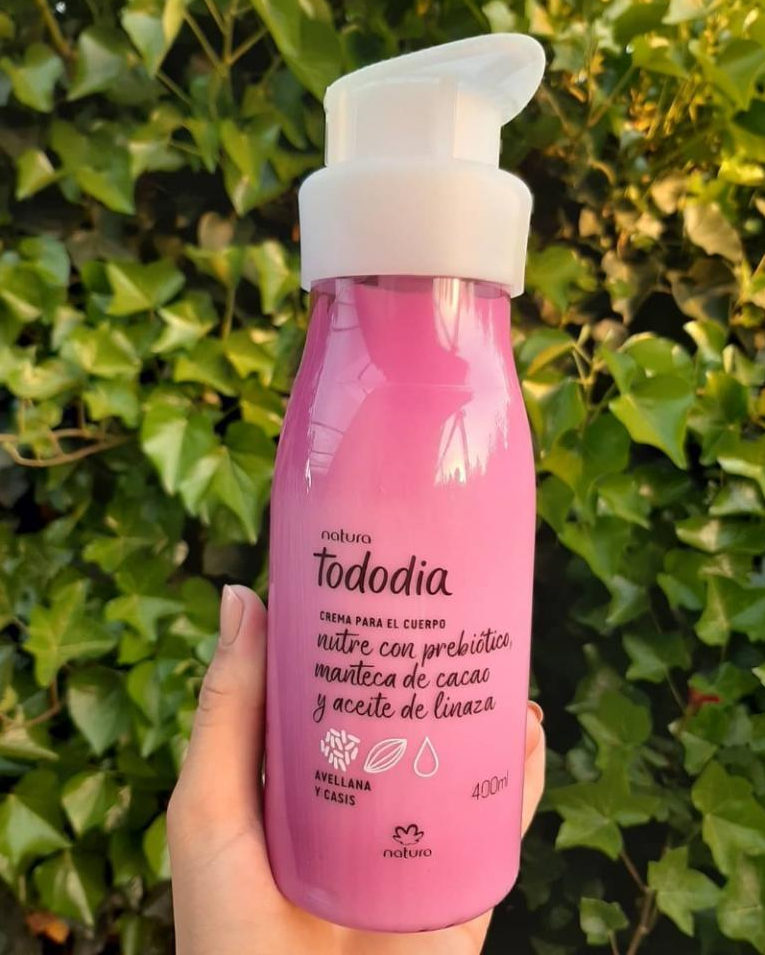 natura
tododia
CREMA PARA EL CUERPO
nutre con prebiótico,
manteca de cacao
y aceite de linaza
AVELLANA
Y CASIS
400ml
natura